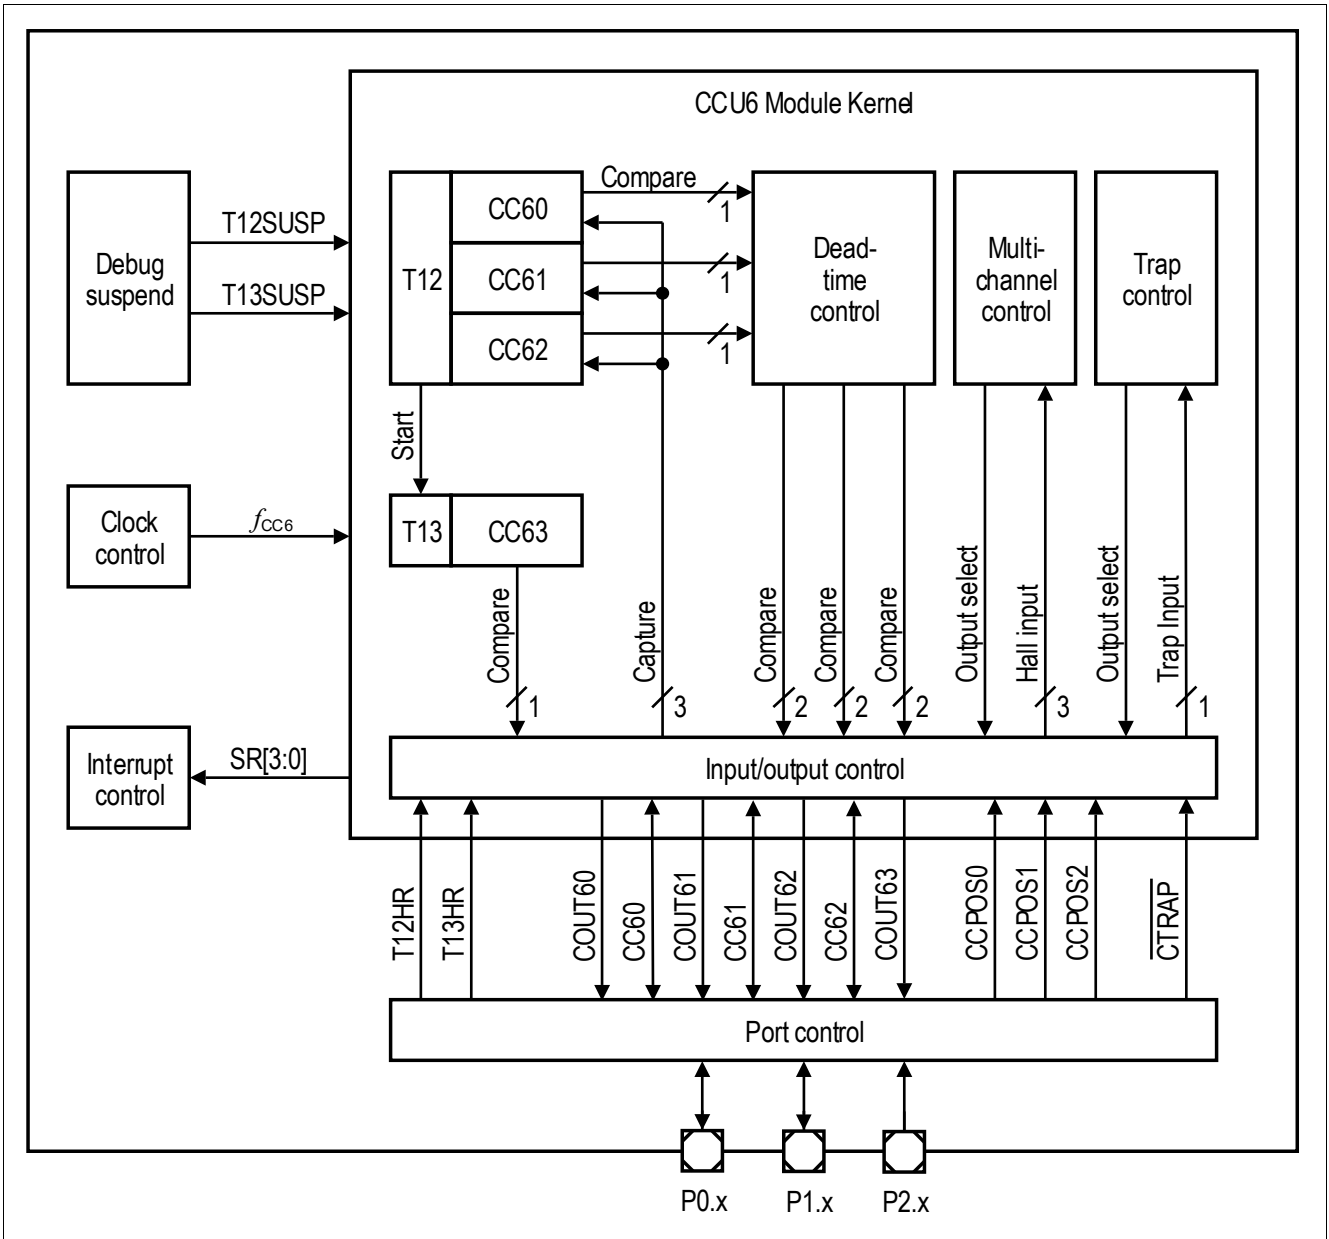 CCU6 Module Kernel
Debug
suspend
T12SUSP
T13SUSP
T12
CC60
CC61
CC62
Compare
1
1
1
Dead-
time
control
Multi-
channel
control
Trap
control
Start
T13
CC63
Clock
control
fCC6
Compare
1
Capture
3
Compare
2
Compare
2
Compare
2
Output select
Hall input
3
Output select
Trap Input
1
Interrupt
control
SR[3:0]
Input/output control
T12HR
T13HR
COUT60
CC60
COUT61
CC61
COUT62
CC62
COUT63
CCPOS0
CCPOS1
CCPOS2
CTRAP
Port control
P0.x
P1.x
P2.x